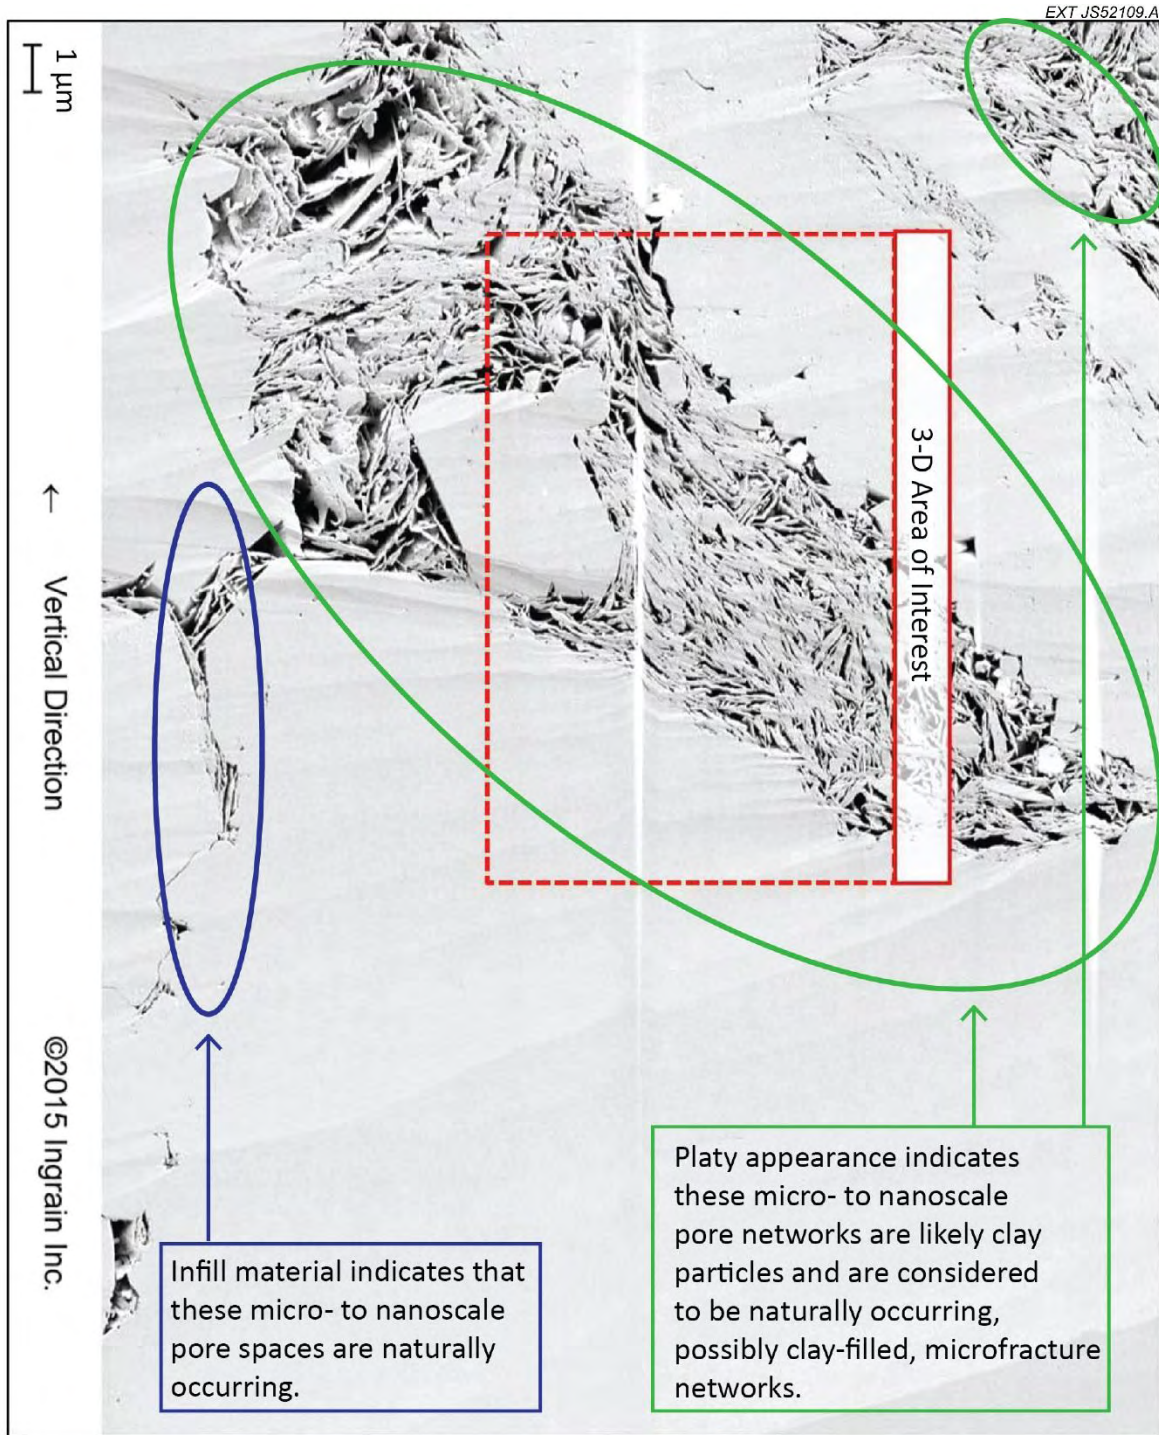 EXT JS52109.A
1 μm
← Vertical Direction
©2015 Ingrain Inc.
3-D Area of Interest
Infill material indicates that
these micro- to nanoscale
pore spaces are naturally
occurring.
Platy appearance indicates
these micro- to nanoscale
pore networks are likely clay
particles and are considered
to be naturally occurring,
possibly clay-filled, microfracture
networks.